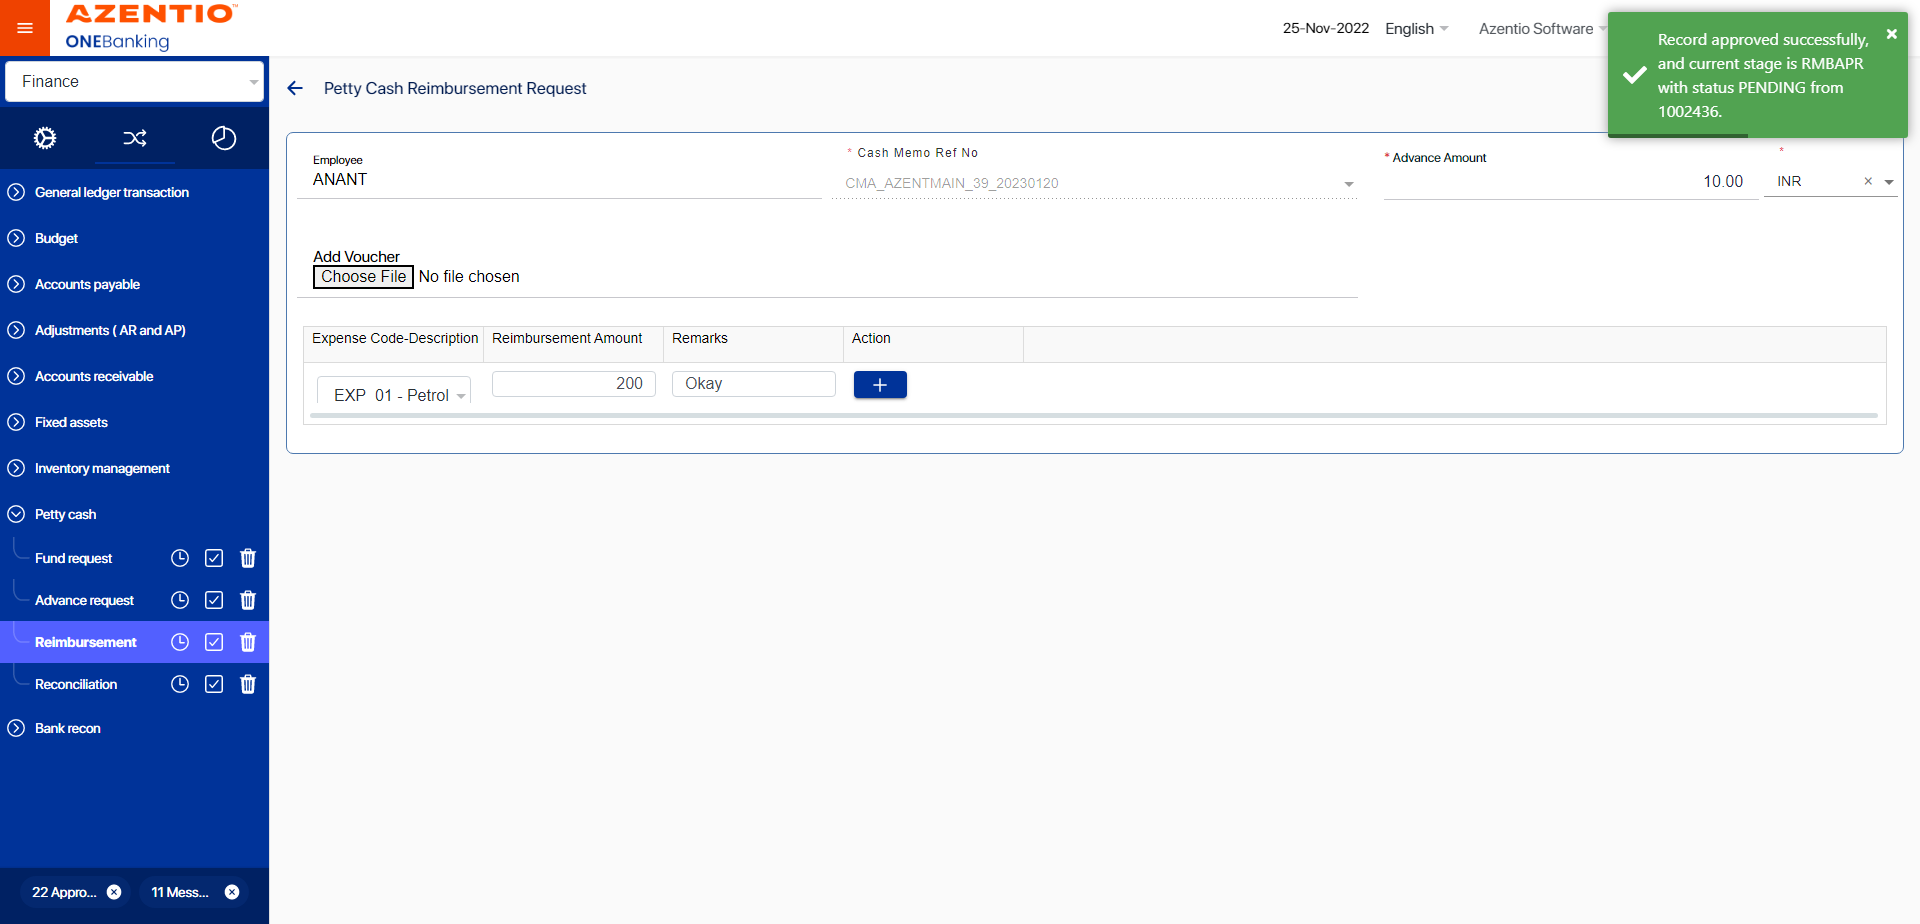 AZENTIO™
ONEBanking
25-Nov-2022
English
Azentio Software
Record approved successfully,
and current stage is RMBAPR
with status PENDING from
1002436.
Finance
Petty Cash Reimbursement Request
General ledger transaction
Budget
Accounts payable
Adjustments ( AR and AP)
Accounts receivable
Fixed assets
Inventory management
Petty cash
Fund request
Advance request
Reimbursement
Reconciliation
Bank recon
22 Appro...
11 Mess...
Employee
ANANT
* Cash Memo Ref No
CMA_AZENTMAIN_39_20230120
* Advance Amount
10.00
*
INR
Add Voucher
Choose File No file chosen
Expense Code-Description
Reimbursement Amount
Remarks
Action
EXP 01 - Petrol
200
Okay